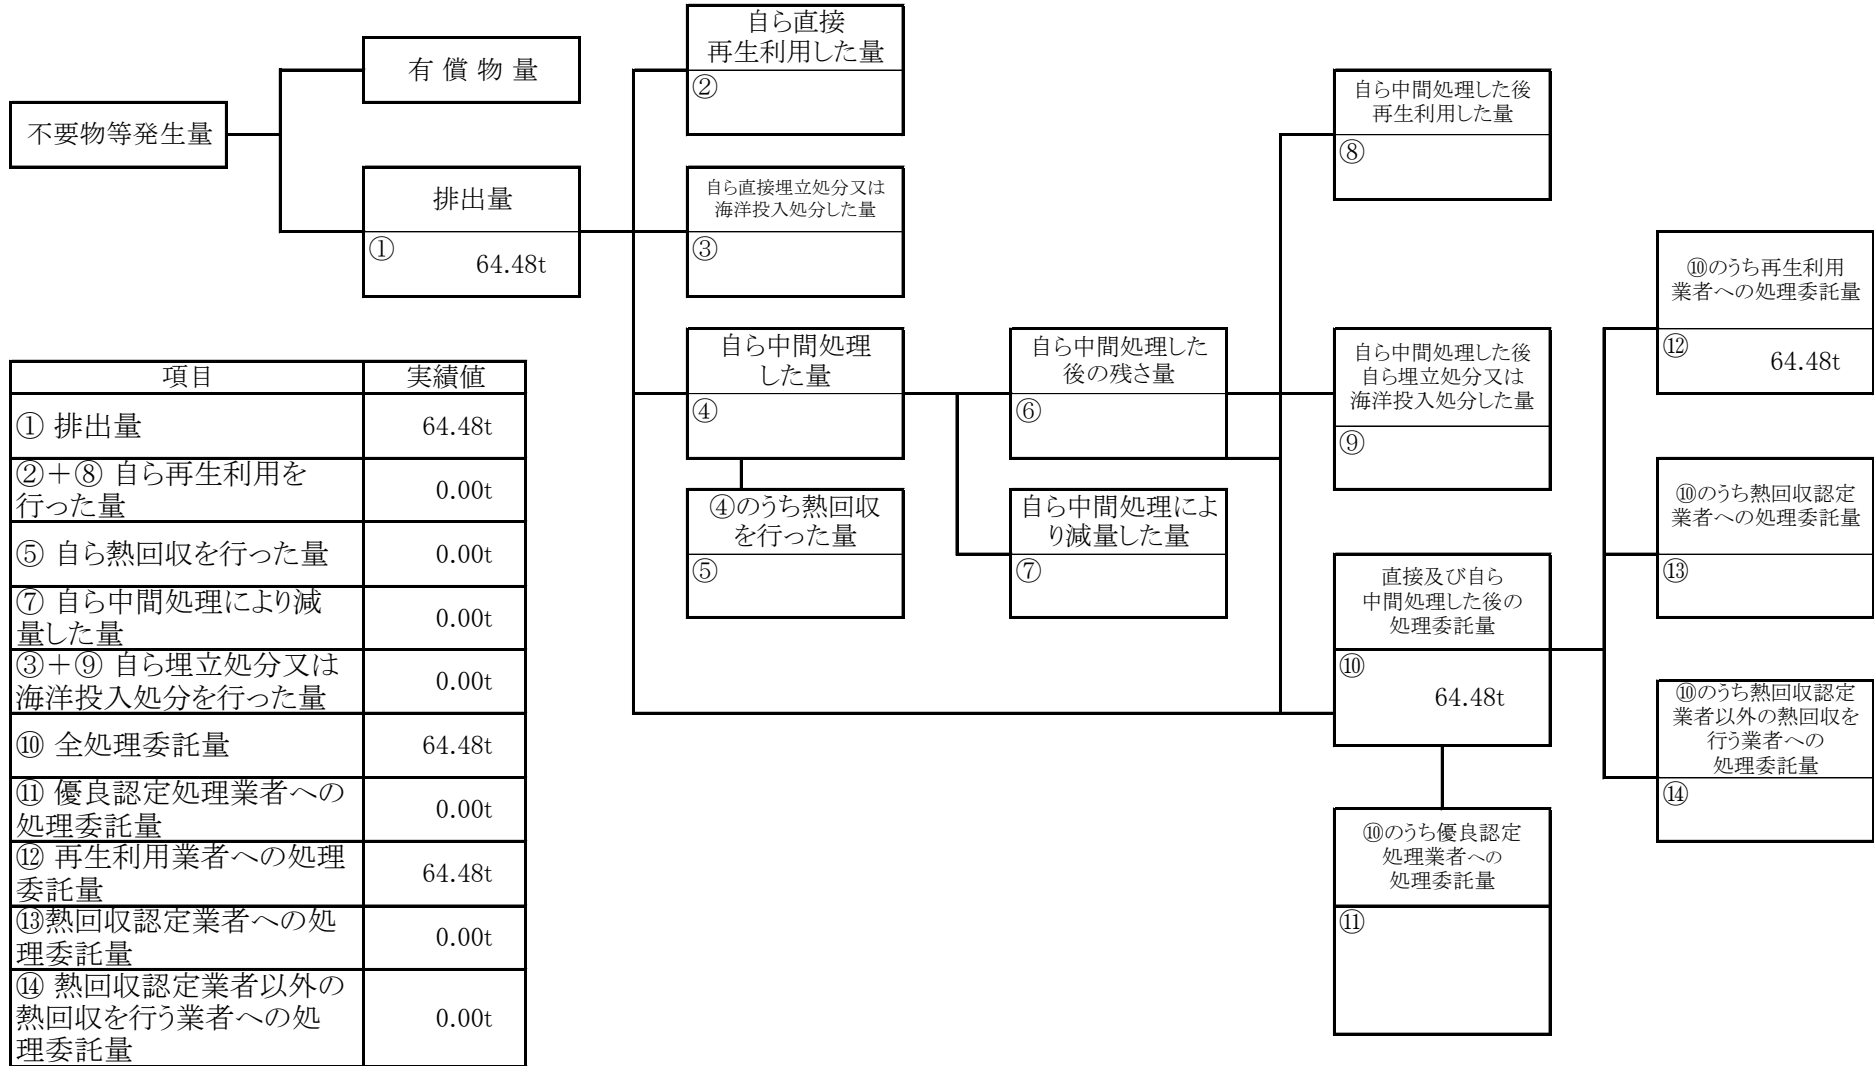 不要物等発生量
有 償 物 量
排出量
①
64.48t
自ら直接
再生利用した量
②
自ら直接埋立処分又は
海洋投入処分した量
③
自ら中間処理
した量
④
④のうち熱回収
を行った量
⑤
自ら中間処理した
後の残さ量
⑥
自ら中間処理によ
り減量した量
⑦
自ら中間処理した後
再生利用した量
⑧
自ら中間処理した後
自ら埋立処分又は
海洋投入処分した量
⑨
直接及び自ら
中間処理した後の
処理委託量
⑩
64.48t
⑩のうち優良認定
処理業者への
処理委託量
⑪
⑩のうち再生利用
業者への処理委託量
⑫
64.48t
⑩のうち熱回収認定
業者への処理委託量
⑬
⑩のうち熱回収認定
業者以外の熱回収を
行う業者への
処理委託量
⑭
項目 実績値
① 排出量 64.48t
②＋⑧ 自ら再生利用を
行った量 0.00t
⑤ 自ら熱回収を行った量 0.00t
⑦ 自ら中間処理により減
量した量 0.00t
③＋⑨ 自ら埋立処分又は
海洋投入処分を行った量 0.00t
⑩ 全処理委託量 64.48t
⑪ 優良認定処理業者への
処理委託量 0.00t
⑫ 再生利用業者への処理
委託量 64.48t
⑬熱回収認定業者への処
理委託量 0.00t
⑭ 熱回収認定業者以外の
熱回収を行う業者への処
理委託量 0.00t